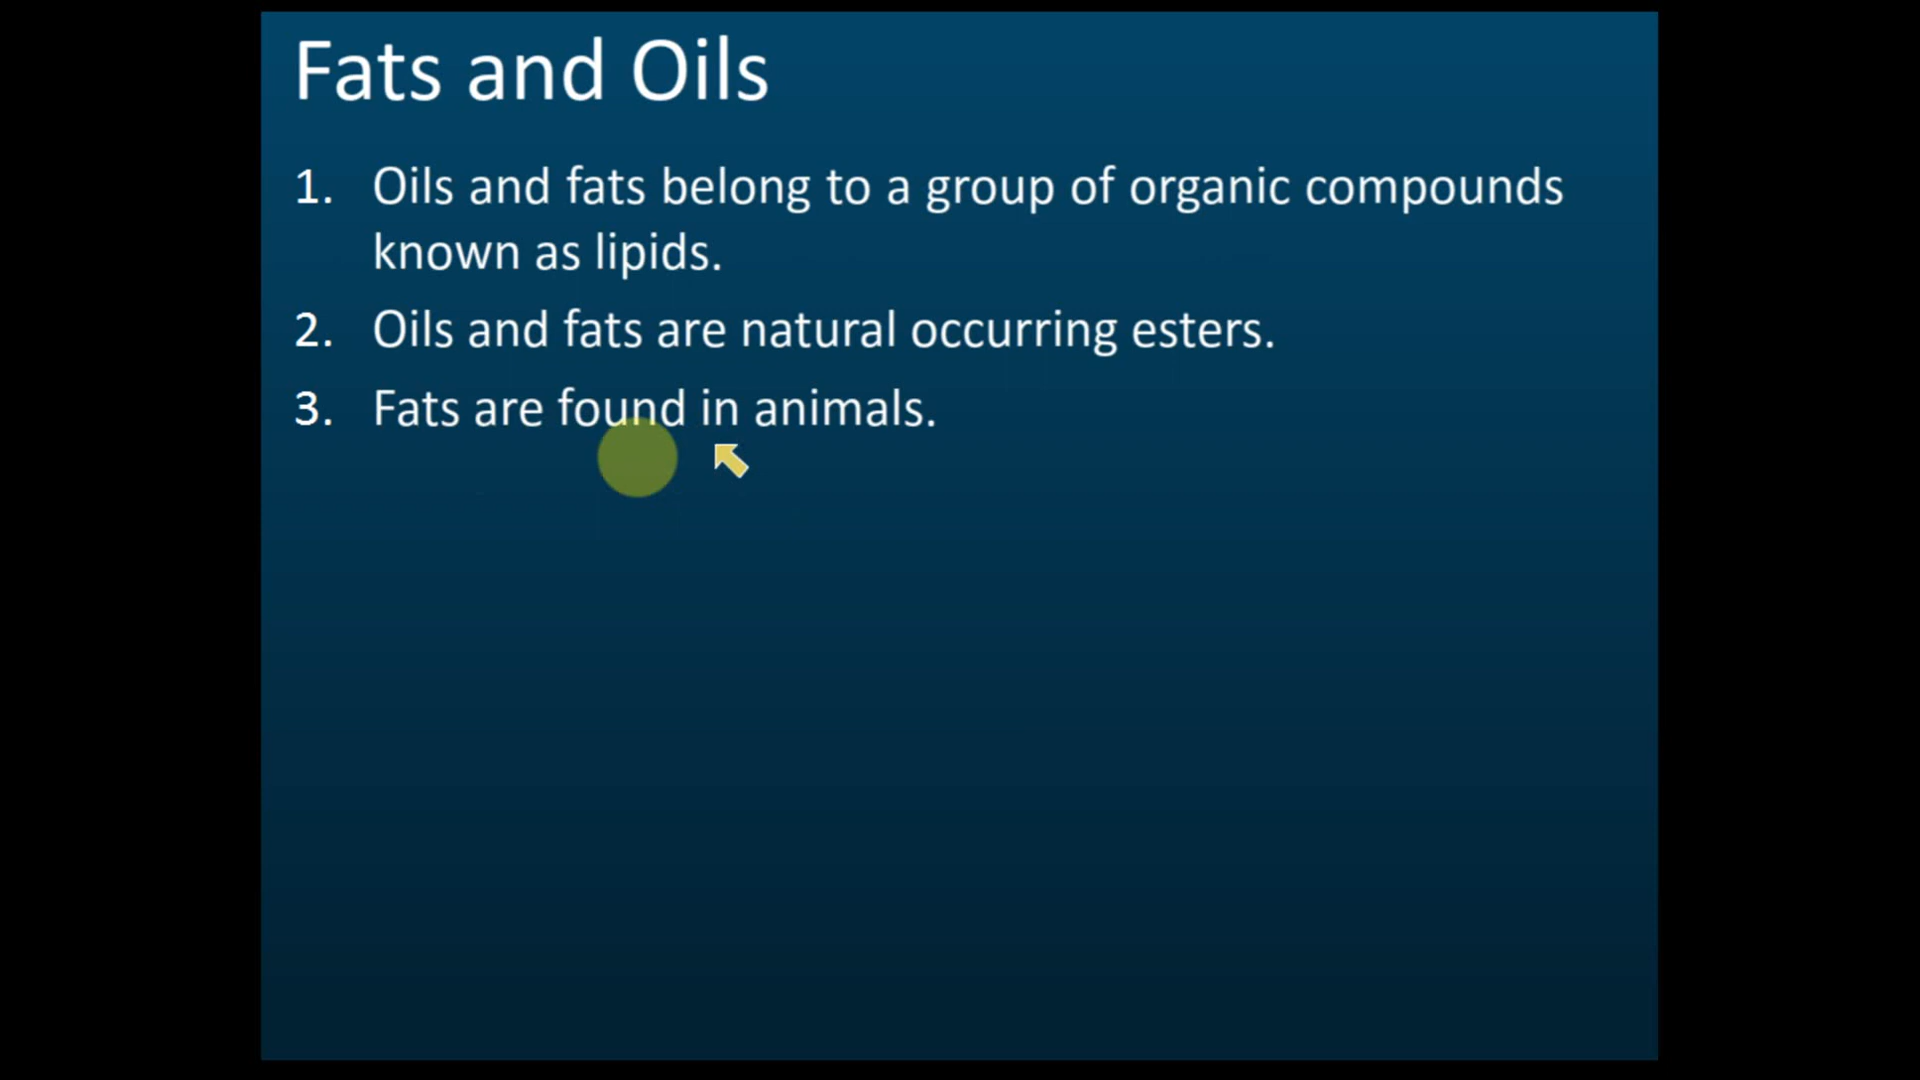 Fats and Oils
1. Oils and fats belong to a group of organic compounds
known as lipids.
2. Oils and fats are natural occurring esters.
3. Fats are found in animals.